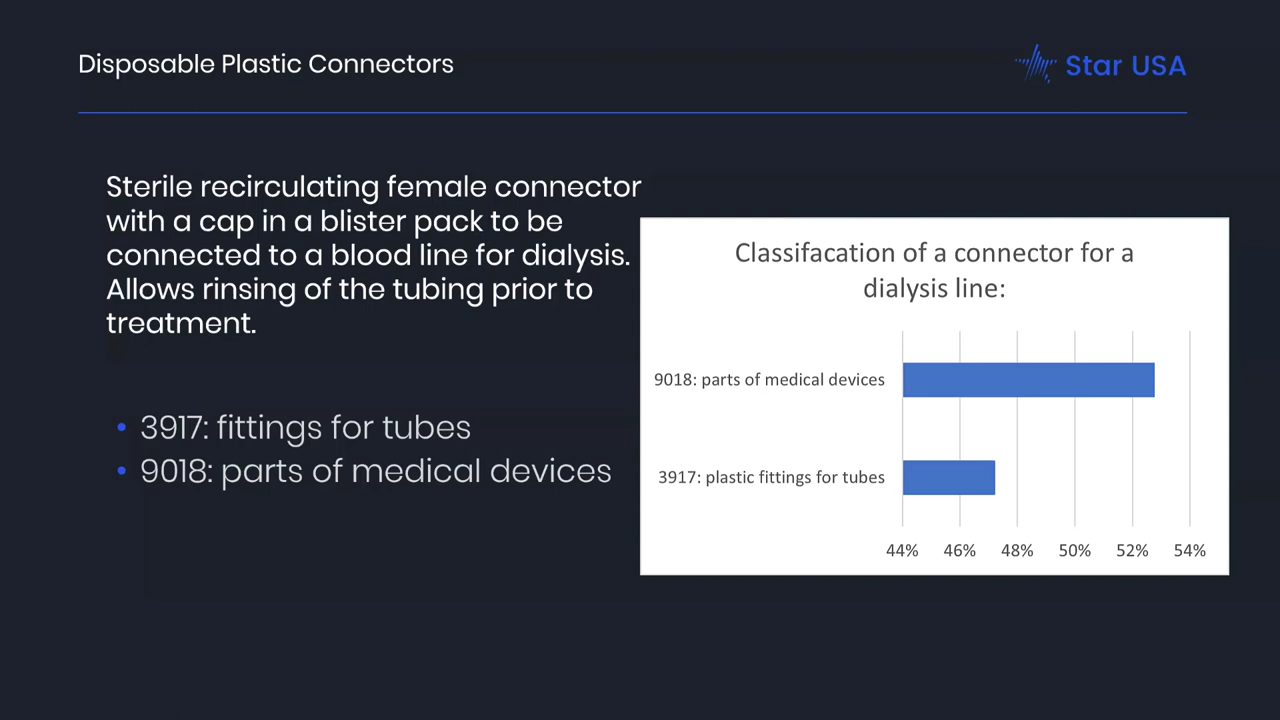 Disposable Plastic Connectors
Star USA
Sterile recirculating female connector
with a cap in a blister pack to be
connected to a blood line for dialysis.
Allows rinsing of the tubing prior to
treatment.
• 3917: fittings for tubes
• 9018: parts of medical devices
Classifacation of a connector for a
dialysis line:
9018: parts of medical devices
3917: plastic fittings for tubes
44% 46% 48% 50% 52% 54%